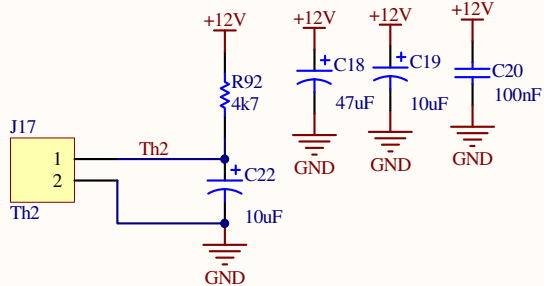 +12V
+12V
+12V
+12V
R92
4k7
+
C18
47uF
+
C19
10uF
C20
100nF
J17
1
2
Th2
Th2
+
C22
10uF
GND
GND
GND
GND